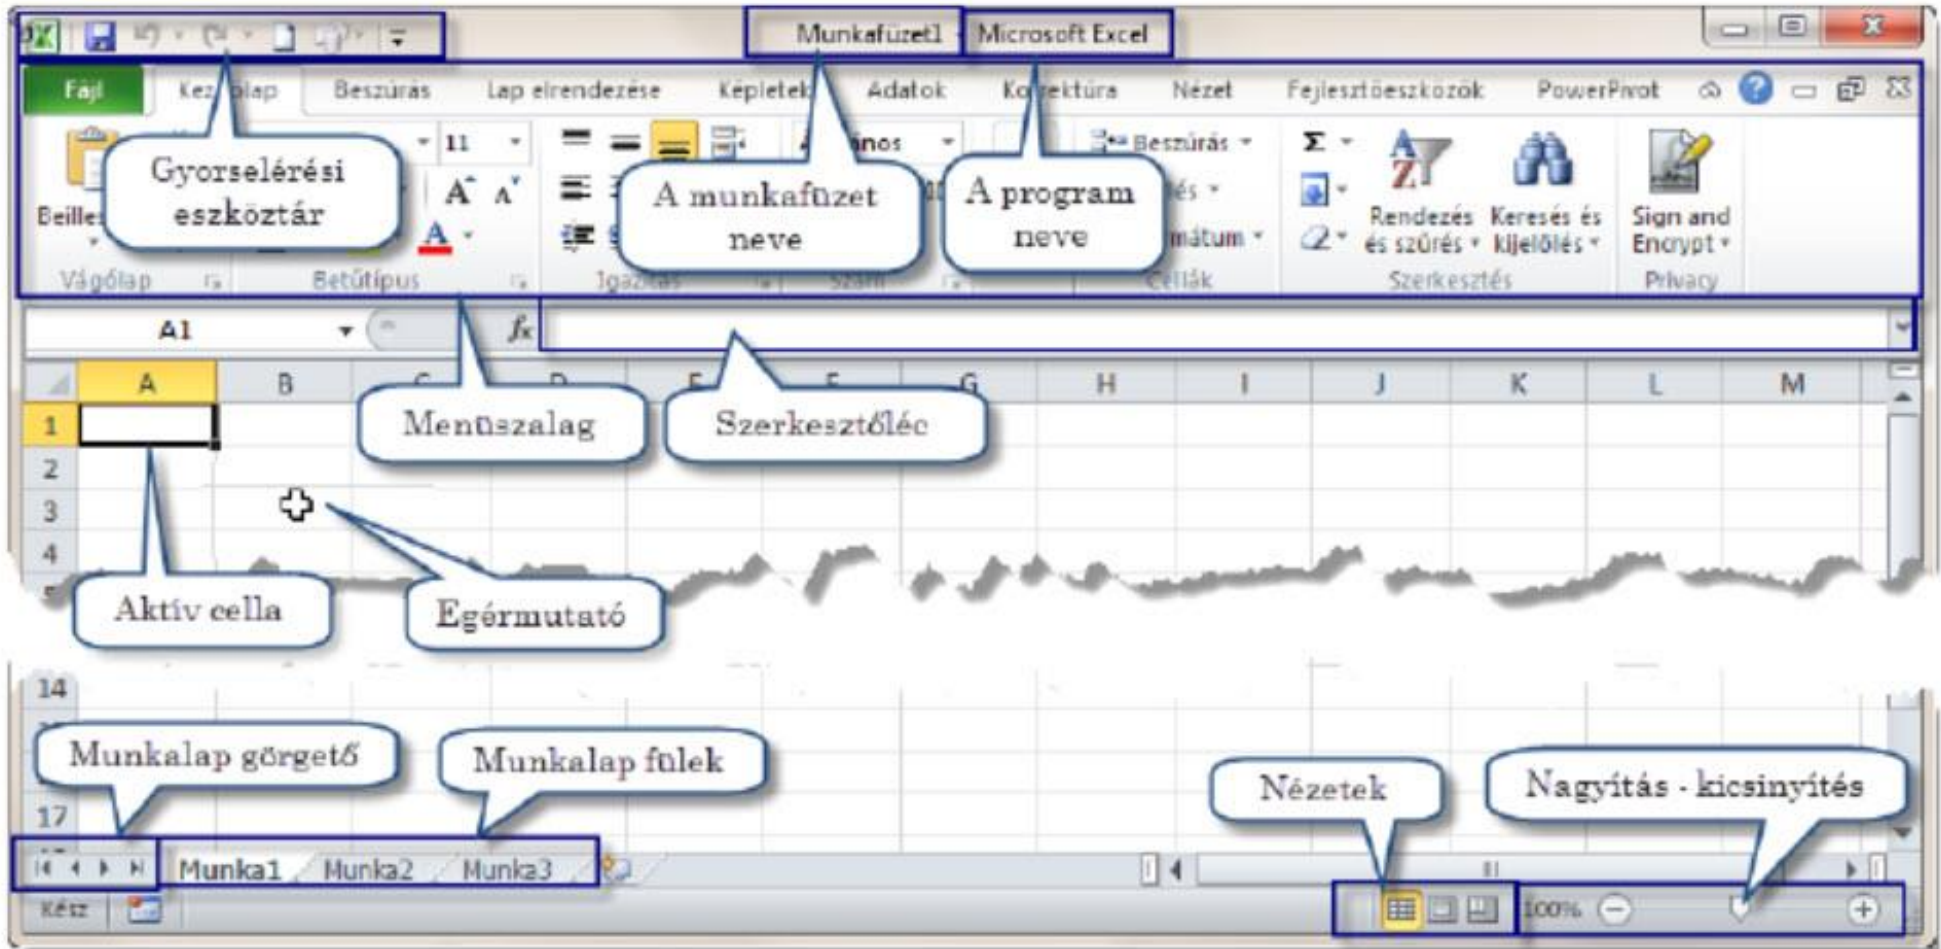 Munkafüzet1 - Microsoft Excel
Fájl Beszúrás Lap elrendezése Adatok Nézet Fejlesztőeszközök PowerPivot
11
Beszúrás
Gyorselérési
eszköztár
A munkafüzet
neve
A program
neve
Rendezés
és szűrés
Keresés és
kijelölés
Sign and
Encrypt
Vágólap Betűtípus Igazítás Szám Cellák Szerkesztés Privacy
A1 fx
A B G H I J K L M
1
Menüszalag
Szerkesztőléc
2
3
4
Aktív cella
Egérmutató
14
Munkalap görgető
Munkalap fülek
Nézetek
Nagyítás - kicsinyítés
17
Munka1 Munka2 Munka3
Kész 100%